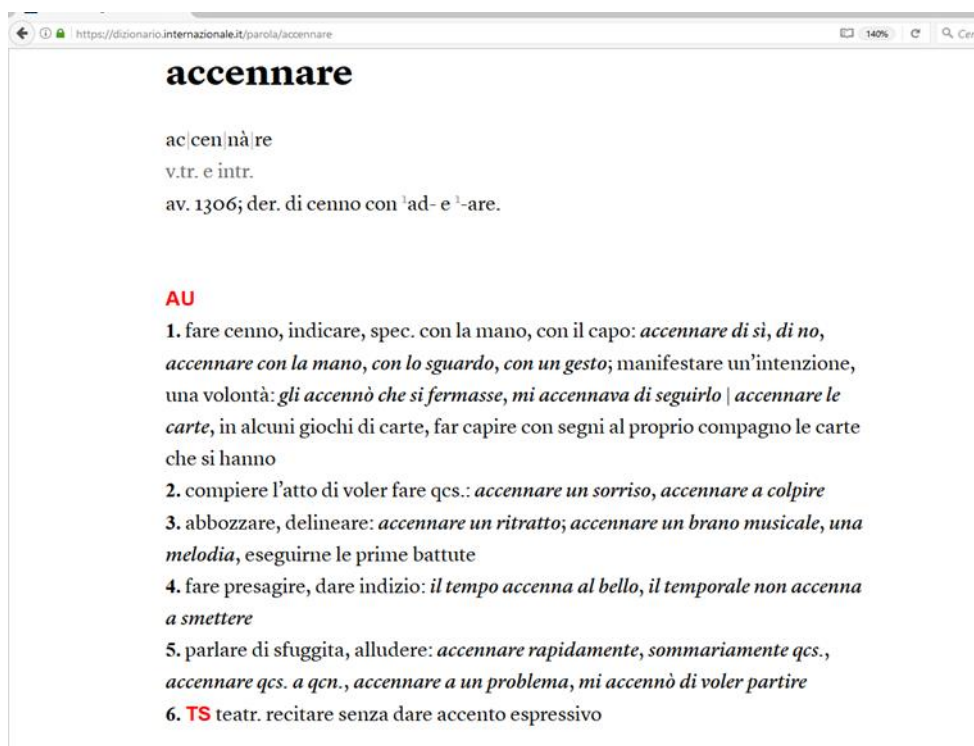 https://dizionario.internazionale.it/parola/accennare
140%
accennare
ac|cen|nà|re
v.tr. e intr.
av. 1306; der. di cenno con ¹ad- e ¹-are.
AU
1. fare cenno, indicare, spec. con la mano, con il capo: accennare di sì, di no,
accennare con la mano, con lo sguardo, con un gesto; manifestare un’intenzione,
una volontà: gli accennò che si fermasse, mi accennava di seguirlo | accennare le
carte, in alcuni giochi di carte, far capire con segni al proprio compagno le carte
che si hanno
2. compiere l’atto di voler fare qcs.: accennare un sorriso, accennare a colpire
3. abbozzare, delineare: accennare un ritratto; accennare un brano musicale, una
melodia, eseguirne le prime battute
4. fare presagire, dare indizio: il tempo accenna al bello, il temporale non accenna
a smettere
5. parlare di sfuggita, alludere: accennare rapidamente, sommariamente qcs.,
accennare qcs. a qcn., accennare a un problema, mi accennò di voler partire
6. TS teatr. recitare senza dare accento espressivo